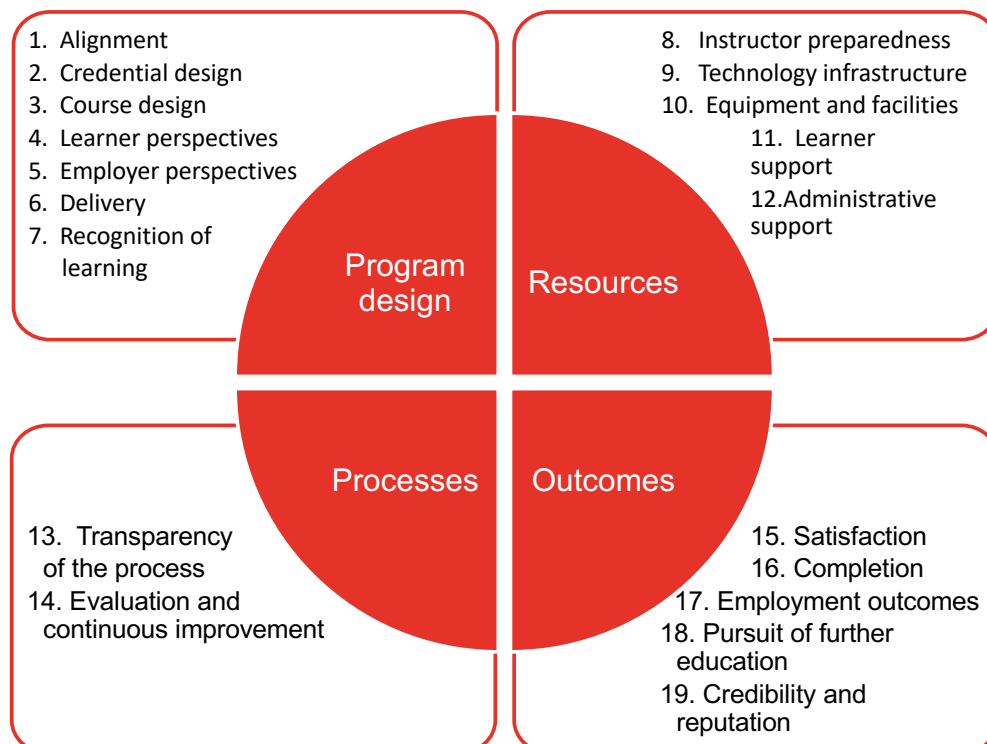 1. Alignment
2. Credential design
3. Course design
4. Learner perspectives
5. Employer perspectives
6. Delivery
7. Recognition of
learning
8. Instructor preparedness
9. Technology infrastructure
10. Equipment and facilities
11. Learner
support
12.Administrative
support
Program
design
Resources
Processes
Outcomes
13. Transparency
of the process
14. Evaluation and
continuous improvement
15. Satisfaction
16. Completion
17. Employment outcomes
18. Pursuit of further
education
19. Credibility and
reputation